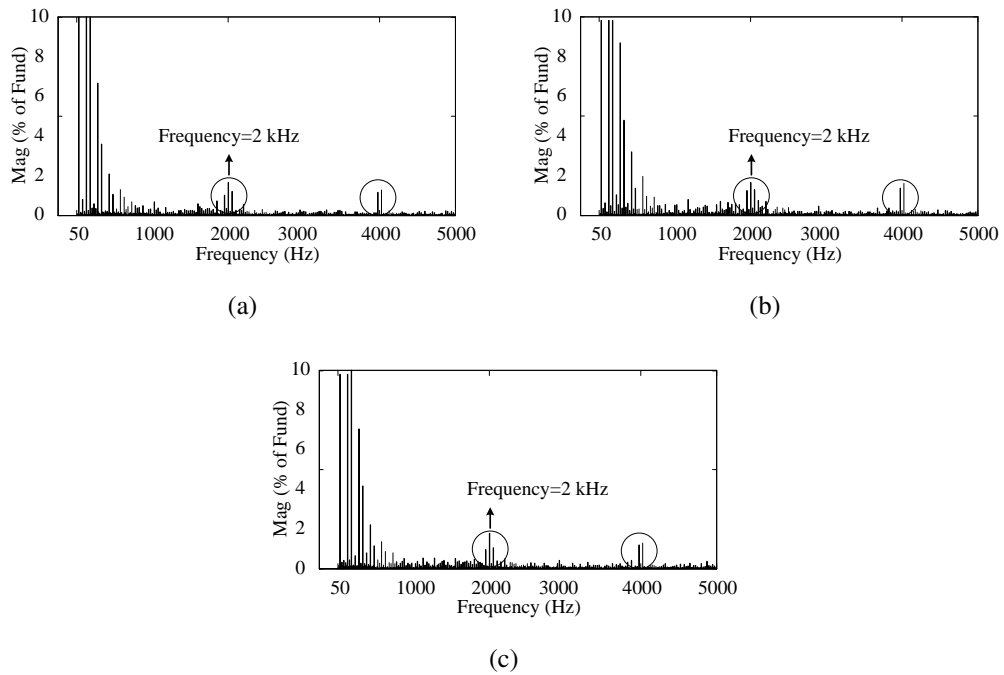 10
8
6
4
2
0
Mag (% of Fund)
Frequency=2 kHz
50 1000 2000 3000 4000 5000
Frequency (Hz)
(a)
10
8
6
4
2
0
Mag (% of Fund)
Frequency=2 kHz
50 1000 2000 3000 4000 5000
Frequency (Hz)
(b)
10
8
6
4
2
0
Mag (% of Fund)
Frequency=2 kHz
50 1000 2000 3000 4000 5000
Frequency (Hz)
(c)